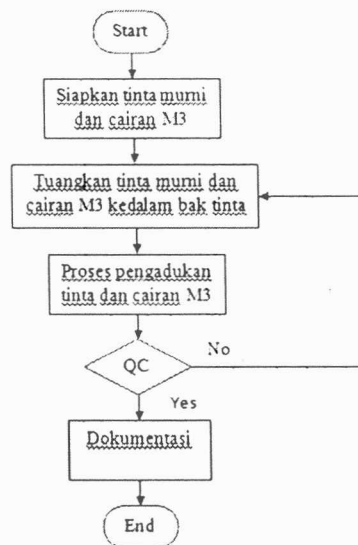 Start
Siapkan tinta murni
dan cairan M3
Tuangkan tinta murni dan
cairan M3 kedalam bak tinta
Proses pengadukan
tinta dan cairan M3
QC
No
Yes
Dokumentasi
End